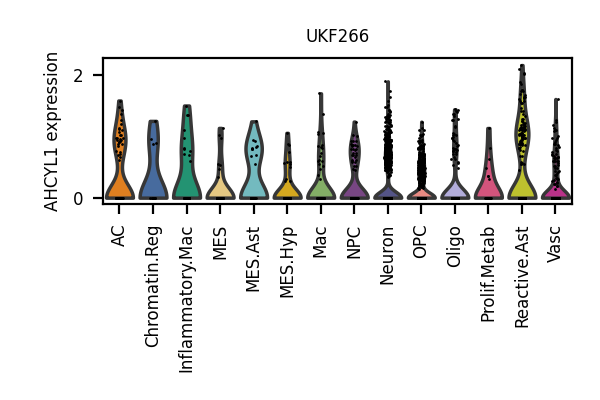 UKF266
AHCYL1 expression
2
0
AC
Chromatin.Reg
Inflammatory.Mac
MES
MES.Ast
MES.Hyp
Mac
NPC
Neuron
OPC
Oligo
Prolif.Metab
Reactive.Ast
Vasc